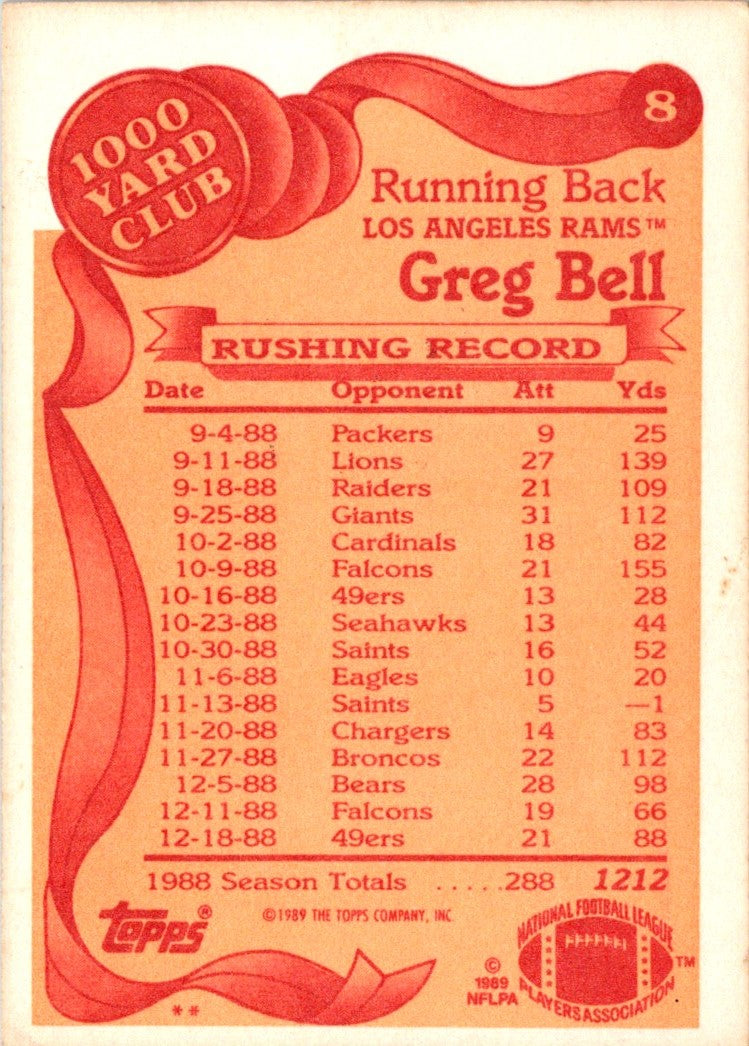 1000
YARD
CLUB
8
Running Back
LOS ANGELES RAMS™
Greg Bell
RUSHING RECORD
Date Opponent Att Yds
9-4-88 Packers 9 25
9-11-88 Lions 27 139
9-18-88 Raiders 21 109
9-25-88 Giants 31 112
10-2-88 Cardinals 18 82
10-9-88 Falcons 21 155
10-16-88 49ers 13 28
10-23-88 Seahawks 13 44
10-30-88 Saints 16 52
11-6-88 Eagles 10 20
11-13-88 Saints 5 —1
11-20-88 Chargers 14 83
11-27-88 Broncos 22 112
12-5-88 Bears 28 98
12-11-88 Falcons 19 66
12-18-88 49ers 21 88
1988 Season Totals .....288 1212
topps®
©1989 THE TOPPS COMPANY, INC
**
©
1989
NFLPA
NATIONAL FOOTBALL LEAGUE
PLAYERS ASSOCIATION
™